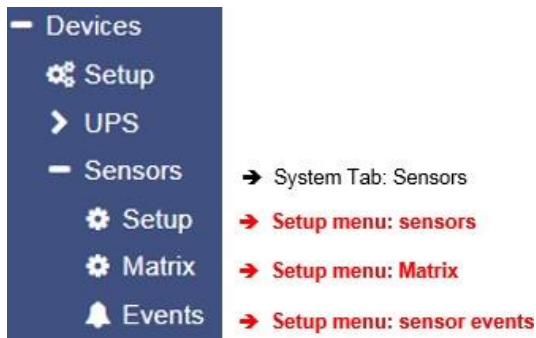 Devices
Setup
UPS
Sensors → System Tab: Sensors
Setup → Setup menu: sensors
Matrix → Setup menu: Matrix
Events → Setup menu: sensor events